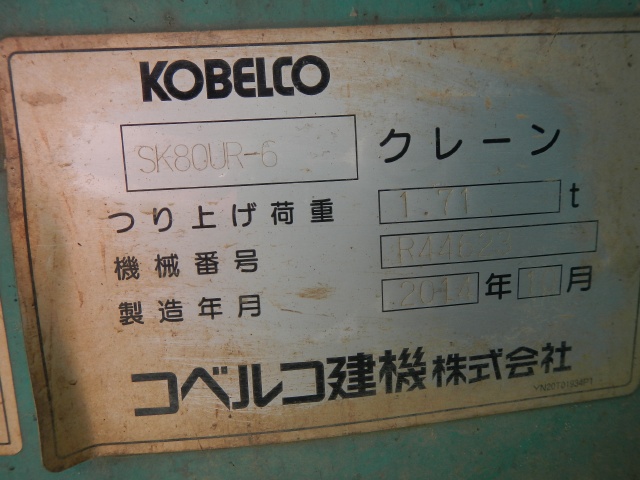 KOBELCO
SK80UR-6 クレーン
つり上げ荷重 1.71 t
機械番号
製造年月 2014 年 月
コベルコ建機株式会社